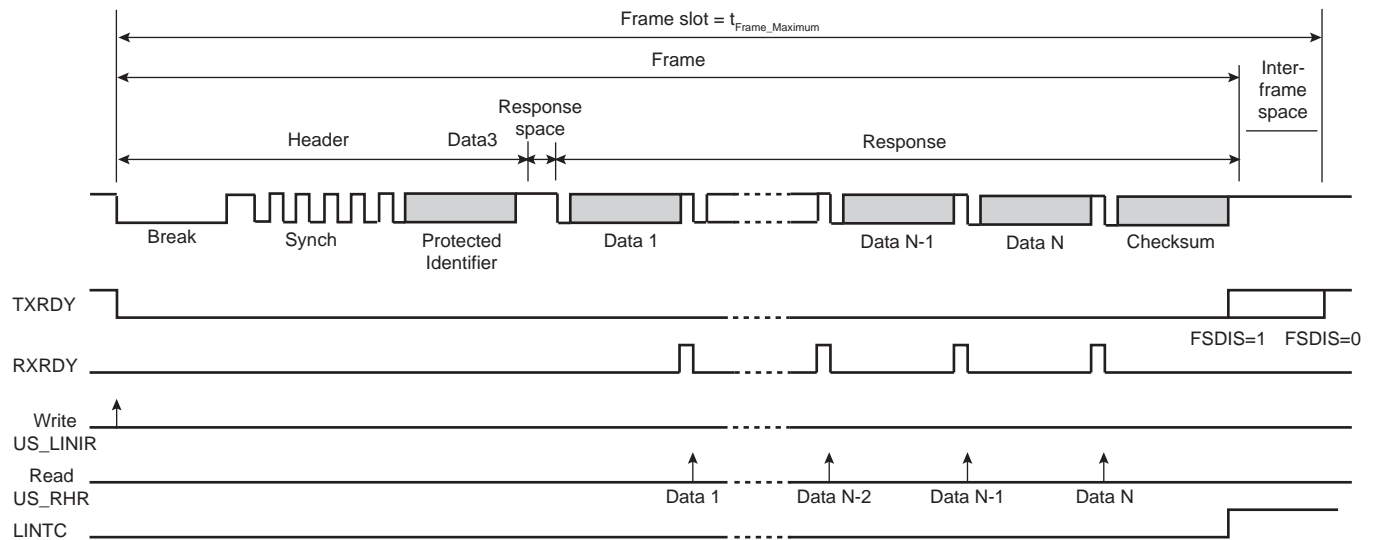 Frame slot = tFrame_Maximum
Frame
Inter-
frame
space
Response
space
Header
Data3
Response
Break
Synch
Protected
Identifier
Data 1
Data N-1
Data N
Checksum
TXRDY
FSDIS=1
FSDIS=0
RXRDY
Write
US_LINIR
Read
US_RHR
Data 1
Data N-2
Data N-1
Data N
LINTC